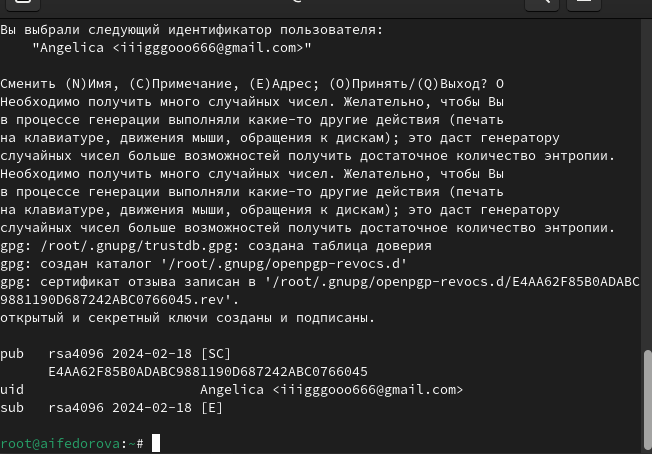 Вы выбрали следующий идентификатор пользователя:
"Angelica <iiigggooo666@gmail.com>"
Сменить (N)Имя, (C)Примечание, (E)Адрес; (O)Принять/(Q)Выход? O
Необходимо получить много случайных чисел. Желательно, чтобы Вы
в процессе генерации выполняли какие-то другие действия (печать
на клавиатуре, движения мыши, обращения к дискам); это даст генератору
случайных чисел больше возможностей получить достаточное количество энтропии.
Необходимо получить много случайных чисел. Желательно, чтобы Вы
в процессе генерации выполняли какие-то другие действия (печать
на клавиатуре, движения мыши, обращения к дискам); это даст генератору
случайных чисел больше возможностей получить достаточное количество энтропии.
gpg: /root/.gnupg/trustdb.gpg: создана таблица доверия
gpg: создан каталог '/root/.gnupg/openpgp-revocs.d'
gpg: сертификат отзыва записан в '/root/.gnupg/openpgp-revocs.d/E4AA62F85B0ADABC
9881190D687242ABC0766045.rev'.
открытый и секретный ключи созданы и подписаны.
pub   rsa4096 2024-02-18 [SC]
E4AA62F85B0ADABC9881190D687242ABC0766045
uid                      Angelica <iiigggooo666@gmail.com>
sub   rsa4096 2024-02-18 [E]
root@aifedorova:~#